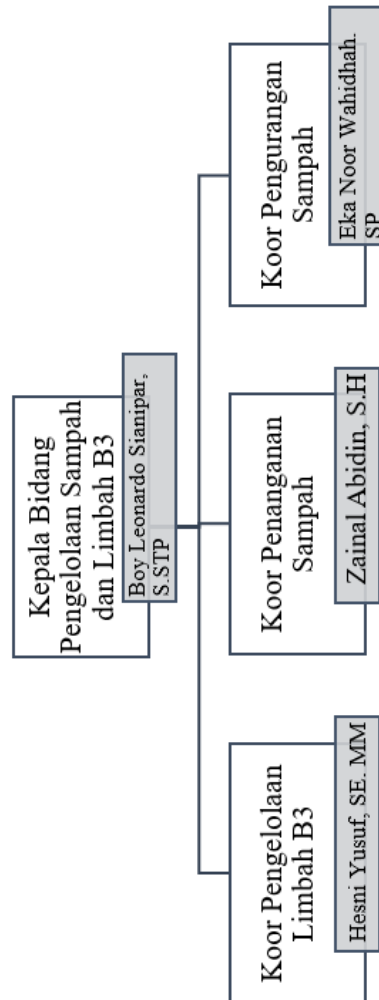 Kepala Bidang
Pengelolaan Sampah
dan Limbah B3
Boy Leonardo Sianipar,
S.STP
Koor Pengelolaan
Limbah B3
Hesni Yusuf, SE. MM
Koor Penanganan
Sampah
Zainal Abidin, S.H
Koor Pengurangan
Sampah
Eka Noor Wahidhah.
SP